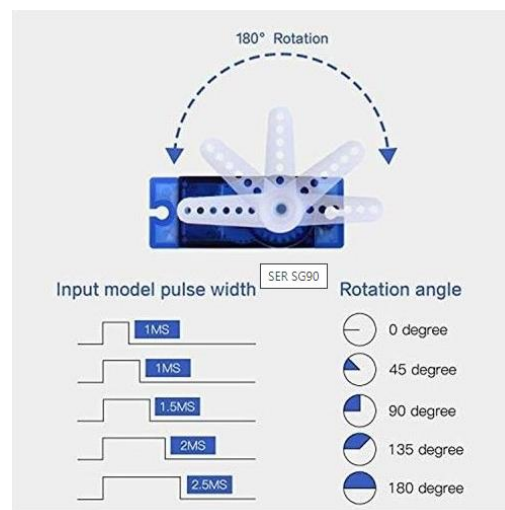 180° Rotation
SER SG90
Input model pulse width
Rotation angle
1MS
0 degree
1MS
45 degree
1.5MS
90 degree
2MS
135 degree
2.5MS
180 degree